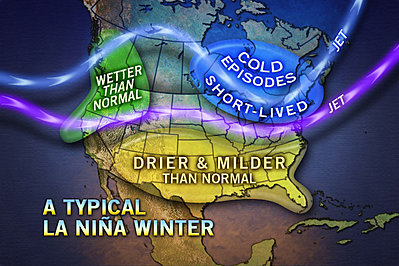 JET
COLD
EPISODES
SHORT-LIVED
WETTER
THAN
NORMAL
JET
DRIER & MILDER
THAN NORMAL
A TYPICAL
LA NIÑA WINTER